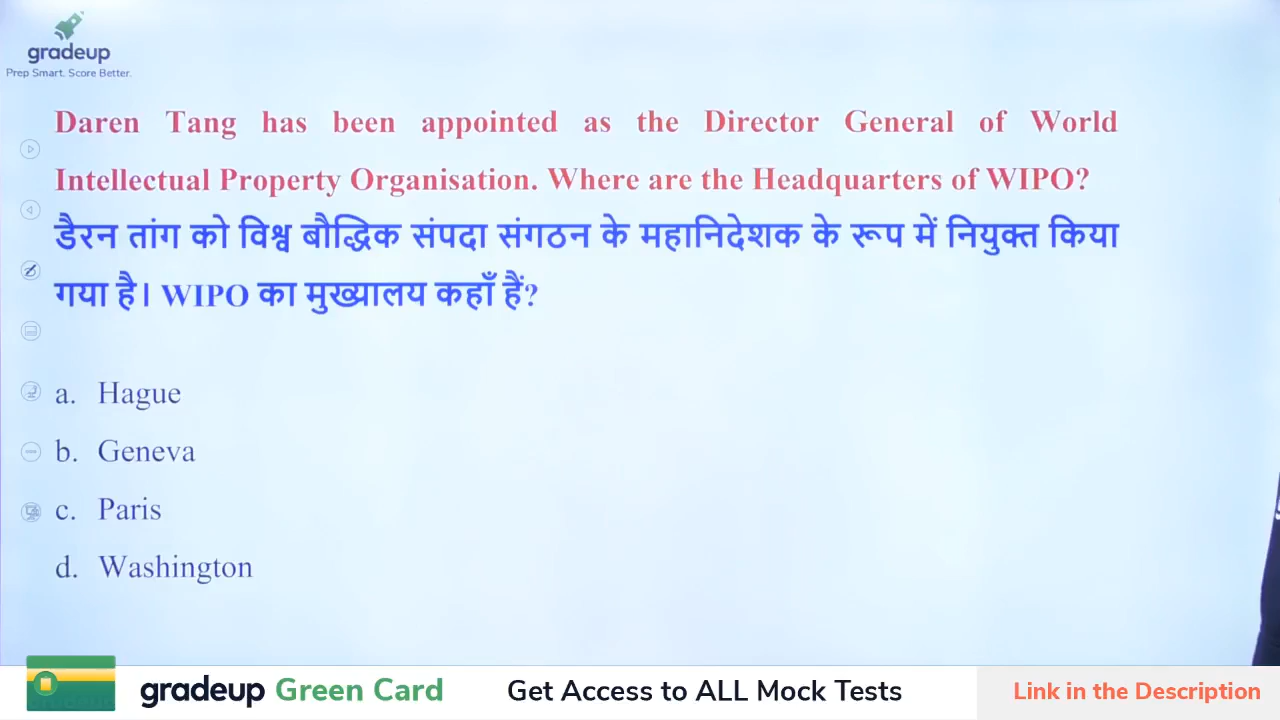 gradeup
Prep Smart. Score Better.
Daren Tang has been appointed as the Director General of World
Intellectual Property Organisation. Where are the Headquarters of WIPO?
डैरन तांग को विश्व बौद्धिक संपदा संगठन के महानिदेशक के रूप में नियुक्त किया
गया है। WIPO का मुख्यालय कहाँ हैं?
a. Hague
b. Geneva
c. Paris
d. Washington
gradeup Green Card Get Access to ALL Mock Tests Link in the Description